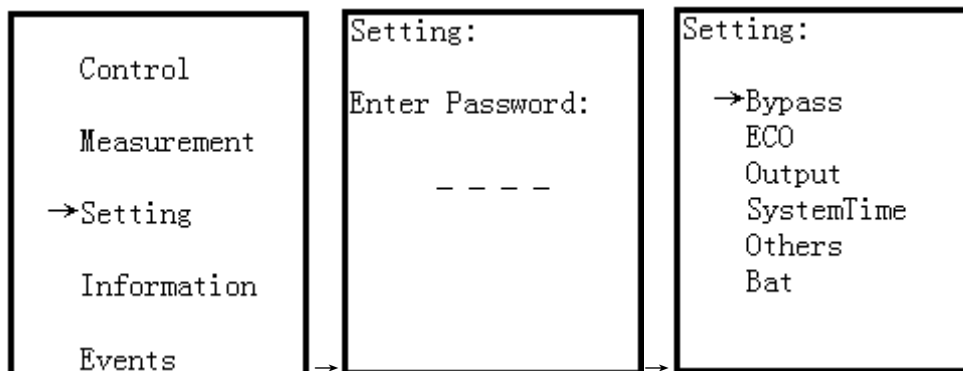 Control
Measurement
→Setting
Information
Events
→
Setting:
Enter Password:
_ _ _ _
→
Setting:
→Bypass
ECO
Output
SystemTime
Others
Bat